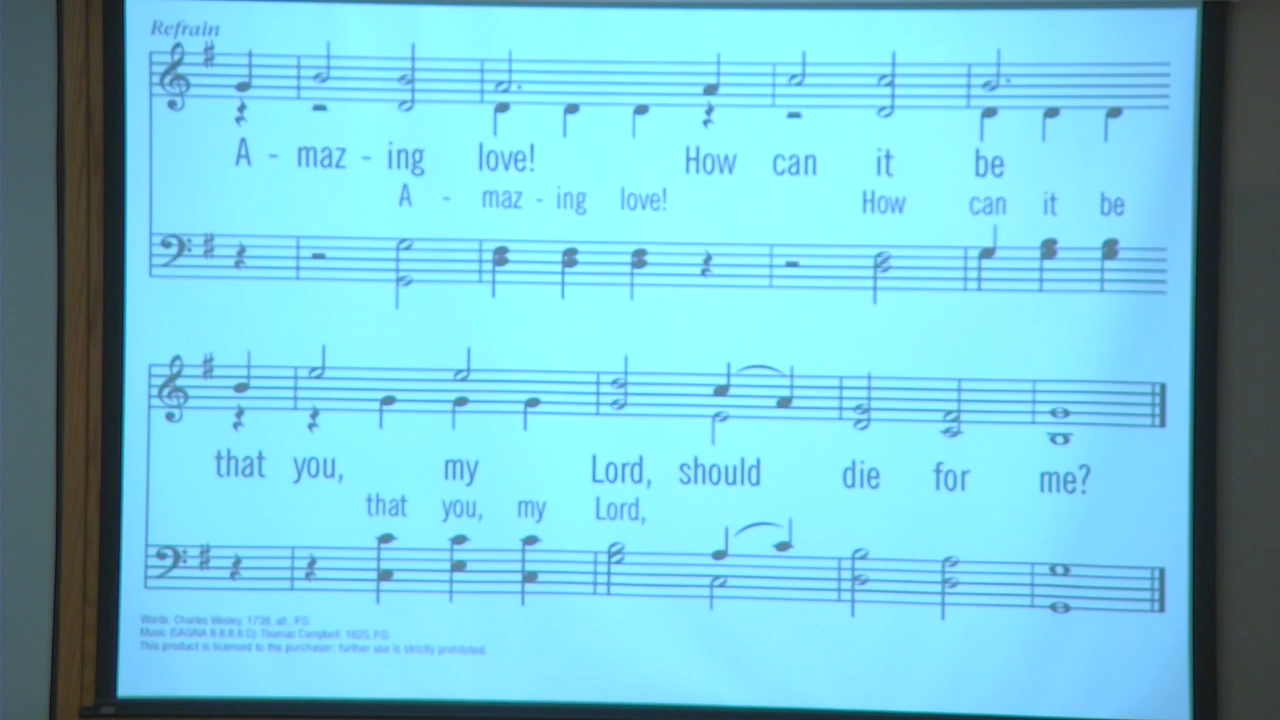 Refrain
A - maz - ing love! How can it be
A - maz - ing love! How can it be
that you, my Lord, should die for me?
that you, my Lord,
Words: Charles Wesley, 1738, alt., P.D.
Music: (SAGINA 8.8.8.8 D); Thomas Campbell, 1825, P.D.
This product is licensed to the purchaser; further use is strictly prohibited.